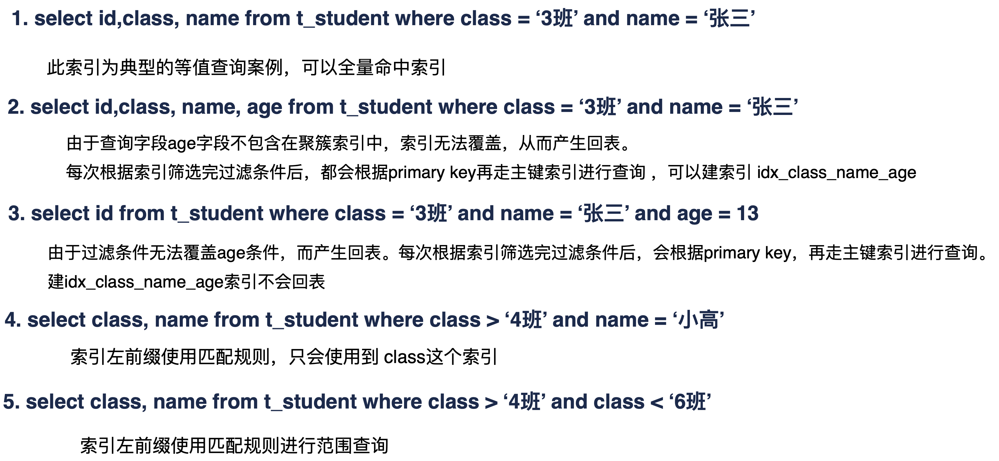 1. select id,class, name from t_student where class = ‘3班’ and name = ‘张三’
此索引为典型的等值查询案例，可以全量命中索引
2. select id,class, name, age from t_student where class = ‘3班’ and name = ‘张三’
由于查询字段age字段不包含在聚簇索引中，索引无法覆盖，从而产生回表。
每次根据索引筛选完过滤条件后，都会根据primary key再走主键索引进行查询 ，可以建索引 idx_class_name_age
3. select id from t_student where class = ‘3班’ and name = ‘张三’ and age = 13
由于过滤条件无法覆盖age条件，而产生回表。每次根据索引筛选完过滤条件后，会根据primary key，再走主键索引进行查询。
建idx_class_name_age索引不会回表
4. select class, name from t_student where class > ‘4班’ and name = ‘小高’
索引左前缀使用匹配规则，只会使用到 class这个索引
5. select class, name from t_student where class > ‘4班’ and class < ‘6班’
索引左前缀使用匹配规则进行范围查询